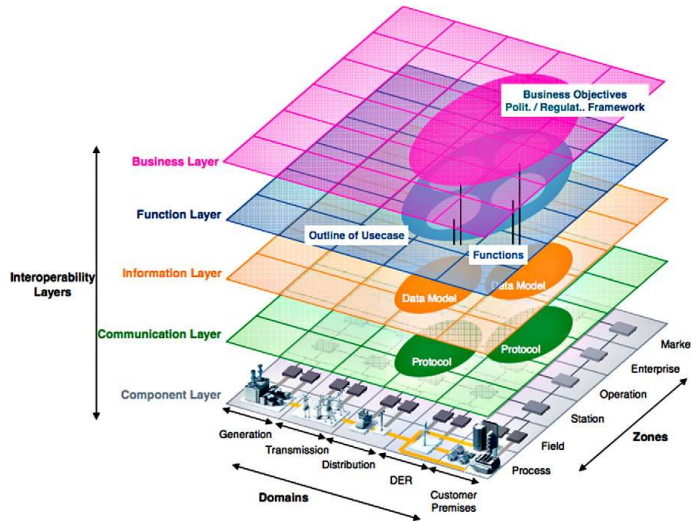 Business Objectives
Polit. / Regulat.. Framework
Business Layer
Function Layer
Outline of Usecase
Functions
Interoperability
Layers
Information Layer
Data Model
Data Model
Communication Layer
Protocol
Protocol
Component Layer
Marke
Enterprise
Operation
Station
Field
Process
Zones
Generation
Transmission
Distribution
DER
Customer
Premises
Domains